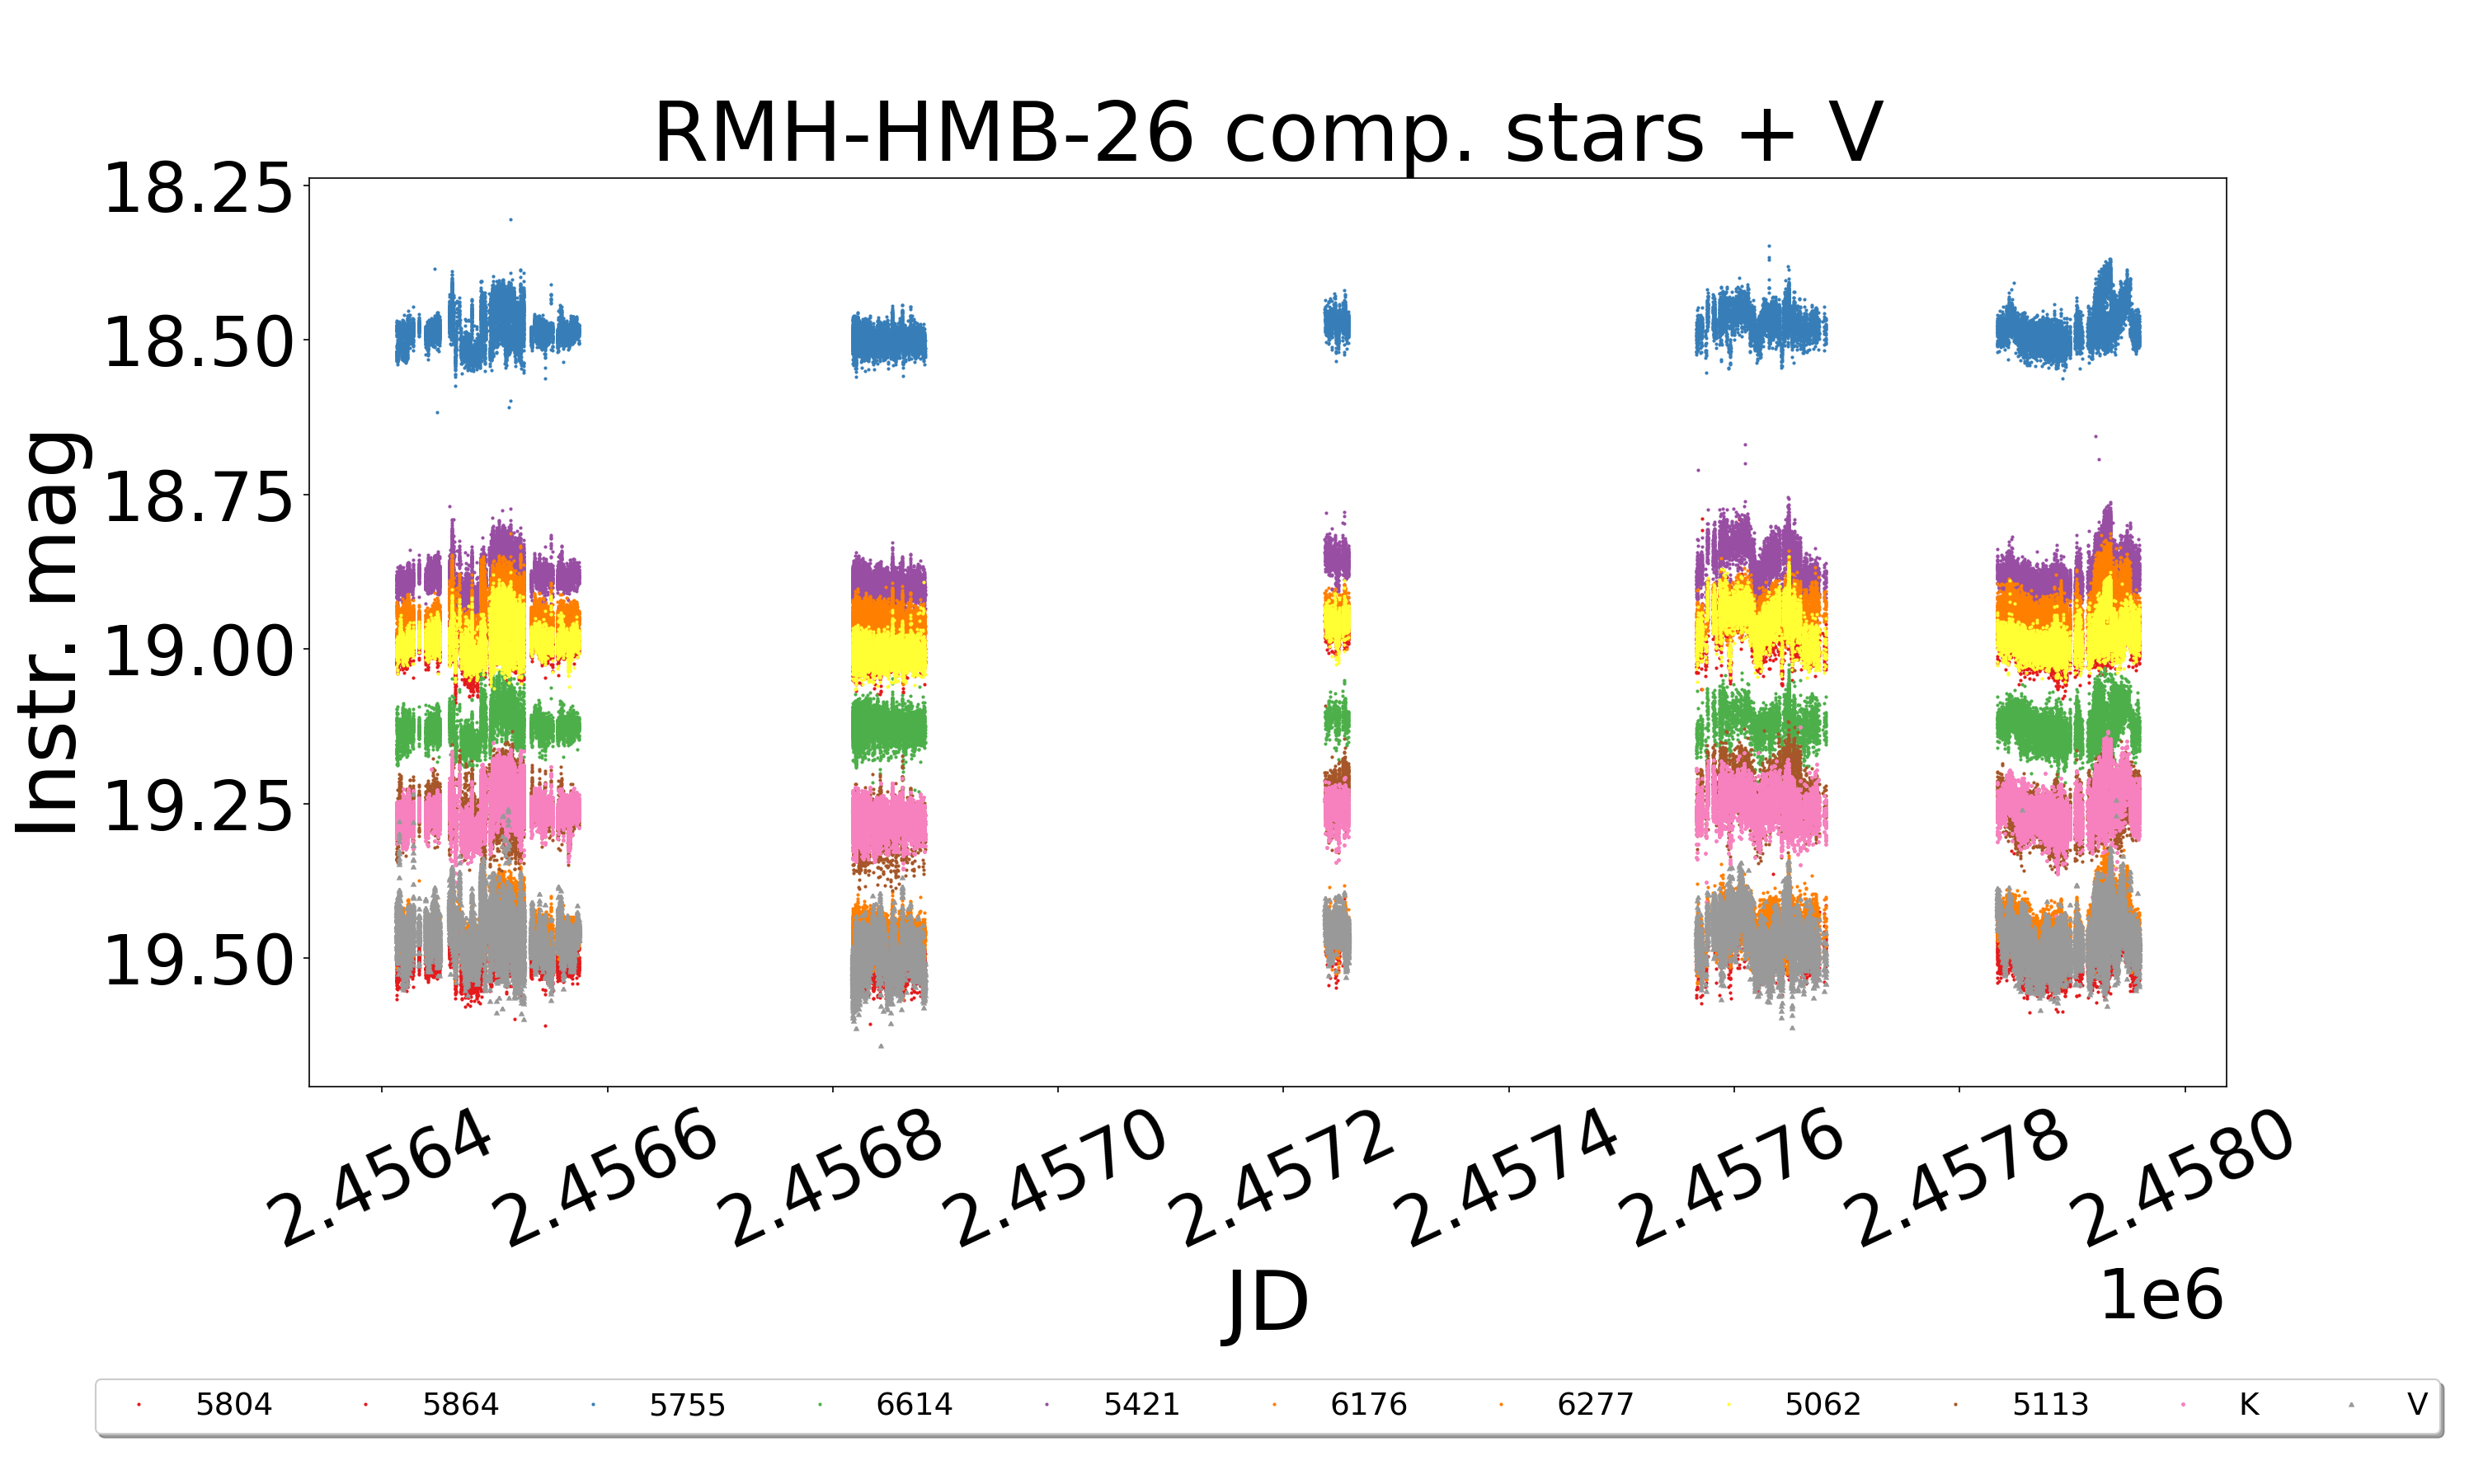 RMH-HMB-26 comp. stars + V
Instr. mag
18.25
18.50
18.75
19.00
19.25
19.50
2.4564 2.4566 2.4568 2.4570 2.4572 2.4574 2.4576 2.4578 2.4580
JD
1e6
5804 5864 5755 6614 5421 6176 6277 5062 5113 K V